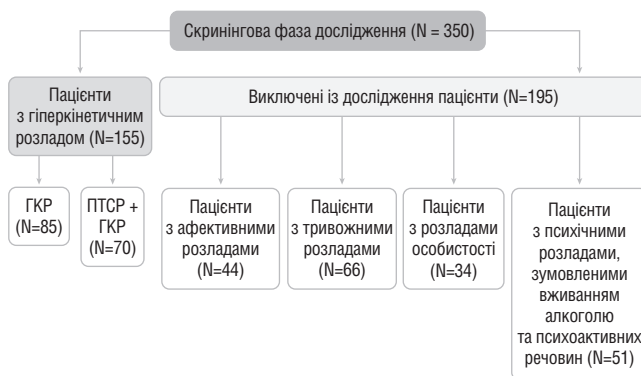 Скринінгова фаза дослідження (N = 350)
Пацієнти
з гіперкінетичним
розладом (N=155)
Виключені із дослідження пацієнти (N=195)
ГКР
(N=85)
ПТСР +
ГКР
(N=70)
Пацієнти
з афективними
розладами
(N=44)
Пацієнти
з тривожними
розладами
(N=66)
Пацієнти
з розладами
особистості
(N=34)
Пацієнти
з психічними
розладами,
зумовленими
вживанням
алкоголю
та психоактивних
речовин (N=51)